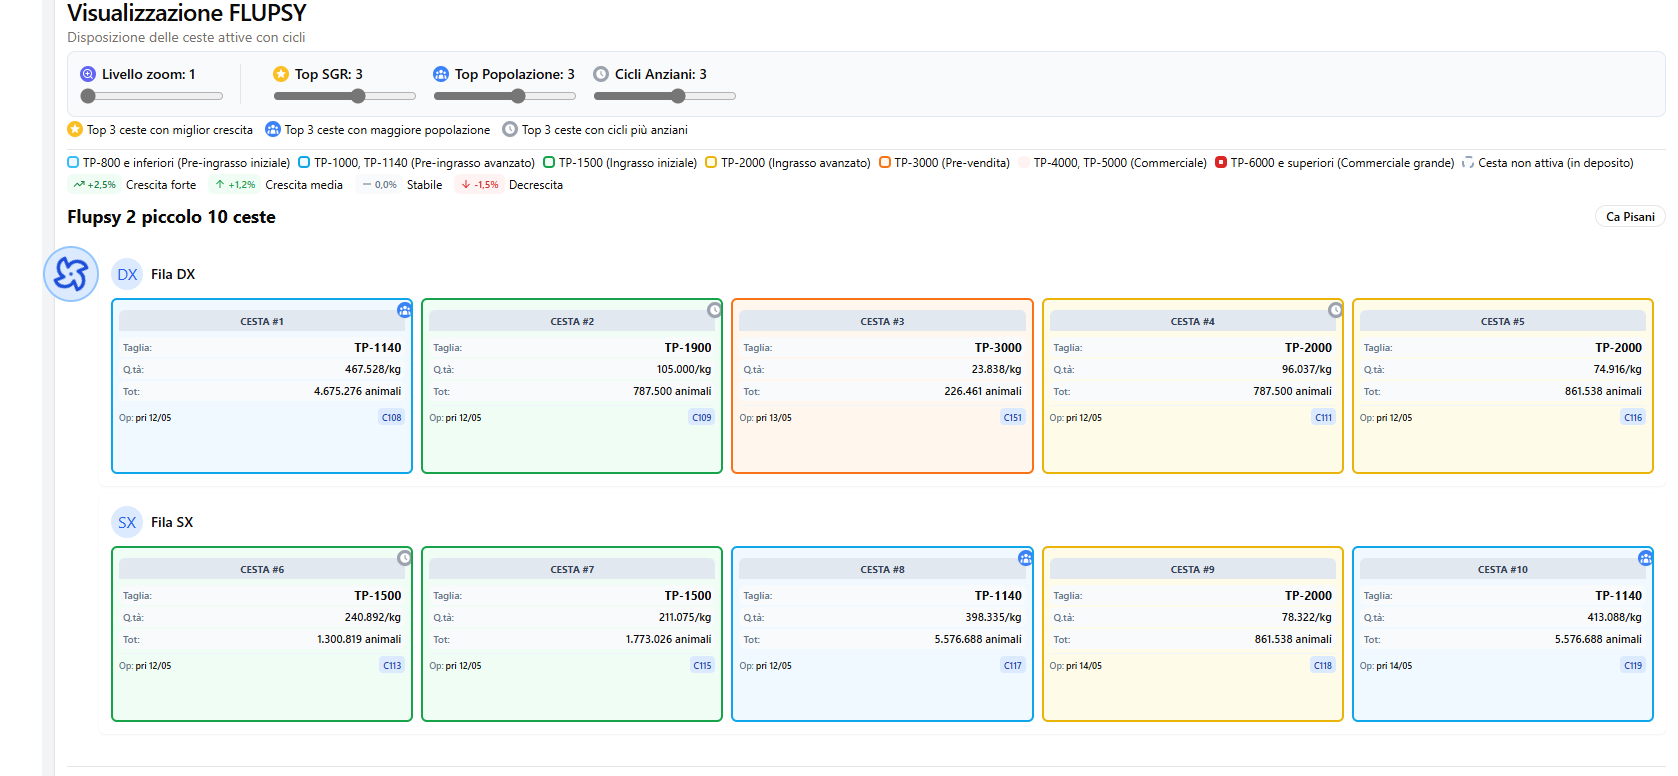 Visualizzazione FLUPSY
Disposizione delle ceste attive con cicli
Livello zoom: 1 Top SGR: 3 Top Popolazione: 3 Cicli Anziani: 3
Top 3 ceste con miglior crescita Top 3 ceste con maggiore popolazione Top 3 ceste con cicli più anziani
TP-800 e inferiori (Pre-ingrasso iniziale) TP-1000, TP-1140 (Pre-ingrasso avanzato) TP-1500 (Ingrasso iniziale) TP-2000 (Ingrasso avanzato) TP-3000 (Pre-vendita) TP-4000, TP-5000 (Commerciale) TP-6000 e superiori (Commerciale grande) Cesta non attiva (in deposito)
+2,5% Crescita forte +1,2% Crescita media 0,0% Stabile -1,5% Decrescita
Flupsy 2 piccolo 10 ceste Ca Pisani
DX Fila DX
CESTA #1 CESTA #2 CESTA #3 CESTA #4 CESTA #5
Taglia: TP-1140 Taglia: TP-1900 Taglia: TP-3000 Taglia: TP-2000 Taglia: TP-2000
Q.tà: 467.528/kg Q.tà: 105.000/kg Q.tà: 23.838/kg Q.tà: 96.037/kg Q.tà: 74.916/kg
Tot: 4.675.276 animali Tot: 787.500 animali Tot: 226.461 animali Tot: 787.500 animali Tot: 861.538 animali
Op: pri 12/05 C108 Op: pri 12/05 C109 Op: pri 13/05 C151 Op: pri 12/05 C111 Op: pri 12/05 C116
SX Fila SX
CESTA #6 CESTA #7 CESTA #8 CESTA #9 CESTA #10
Taglia: TP-1500 Taglia: TP-1500 Taglia: TP-1140 Taglia: TP-2000 Taglia: TP-1140
Q.tà: 240.892/kg Q.tà: 211.075/kg Q.tà: 398.335/kg Q.tà: 78.322/kg Q.tà: 413.088/kg
Tot: 1.300.819 animali Tot: 1.773.026 animali Tot: 5.576.688 animali Tot: 861.538 animali Tot: 5.576.688 animali
Op: pri 12/05 C113 Op: pri 12/05 C115 Op: pri 12/05 C117 Op: pri 14/05 C118 Op: pri 14/05 C119